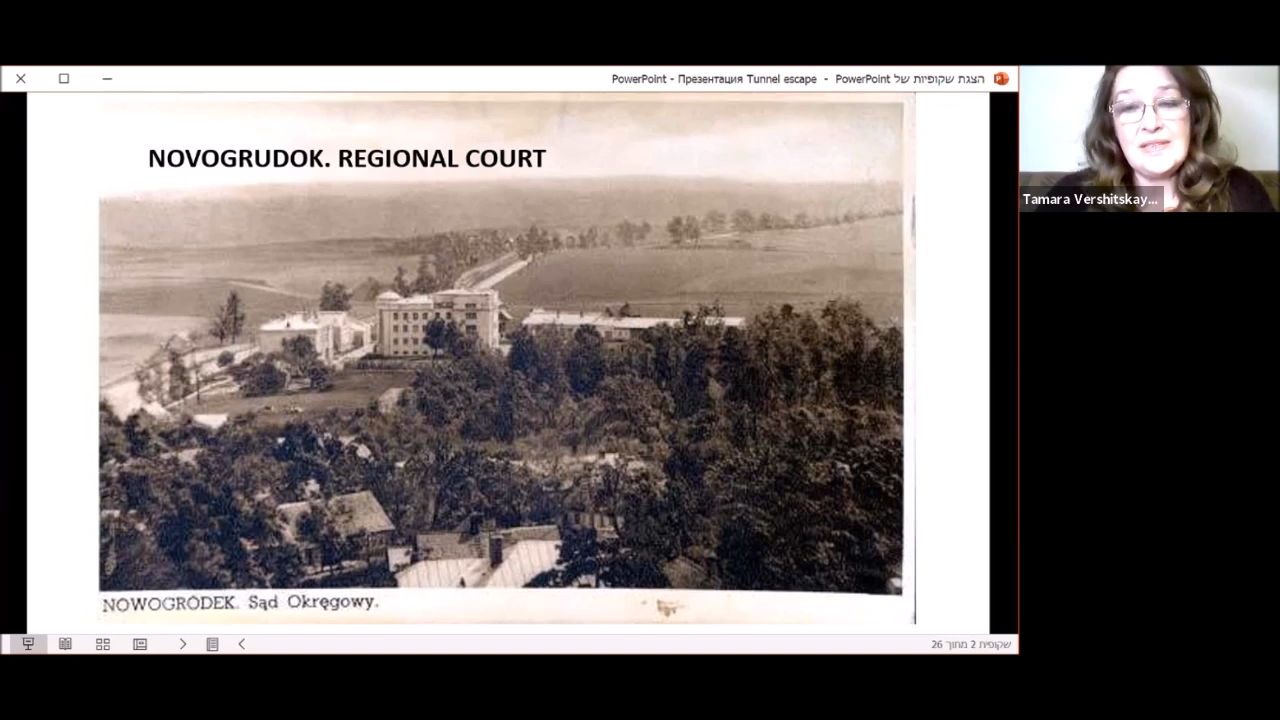 הצגת שקופיות של PowerPoint - Презентация Tunnel escape - PowerPoint
Tamara Vershitskay...
NOVOGRUDOK. REGIONAL COURT
NOWOGRÓDEK. Sąd Okręgowy.
שקופית 2 מתוך 26